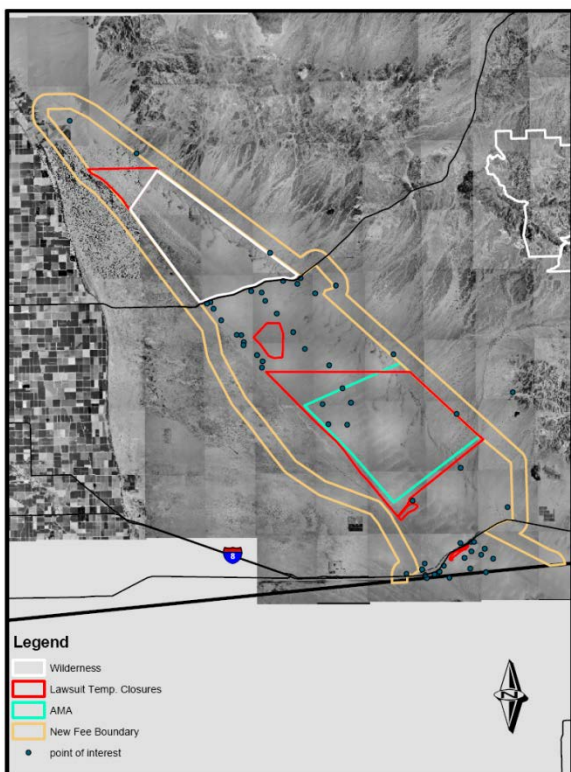 8
Legend
Wilderness
Lawsuit Temp. Closures
AMA
New Fee Boundary
point of interest
N